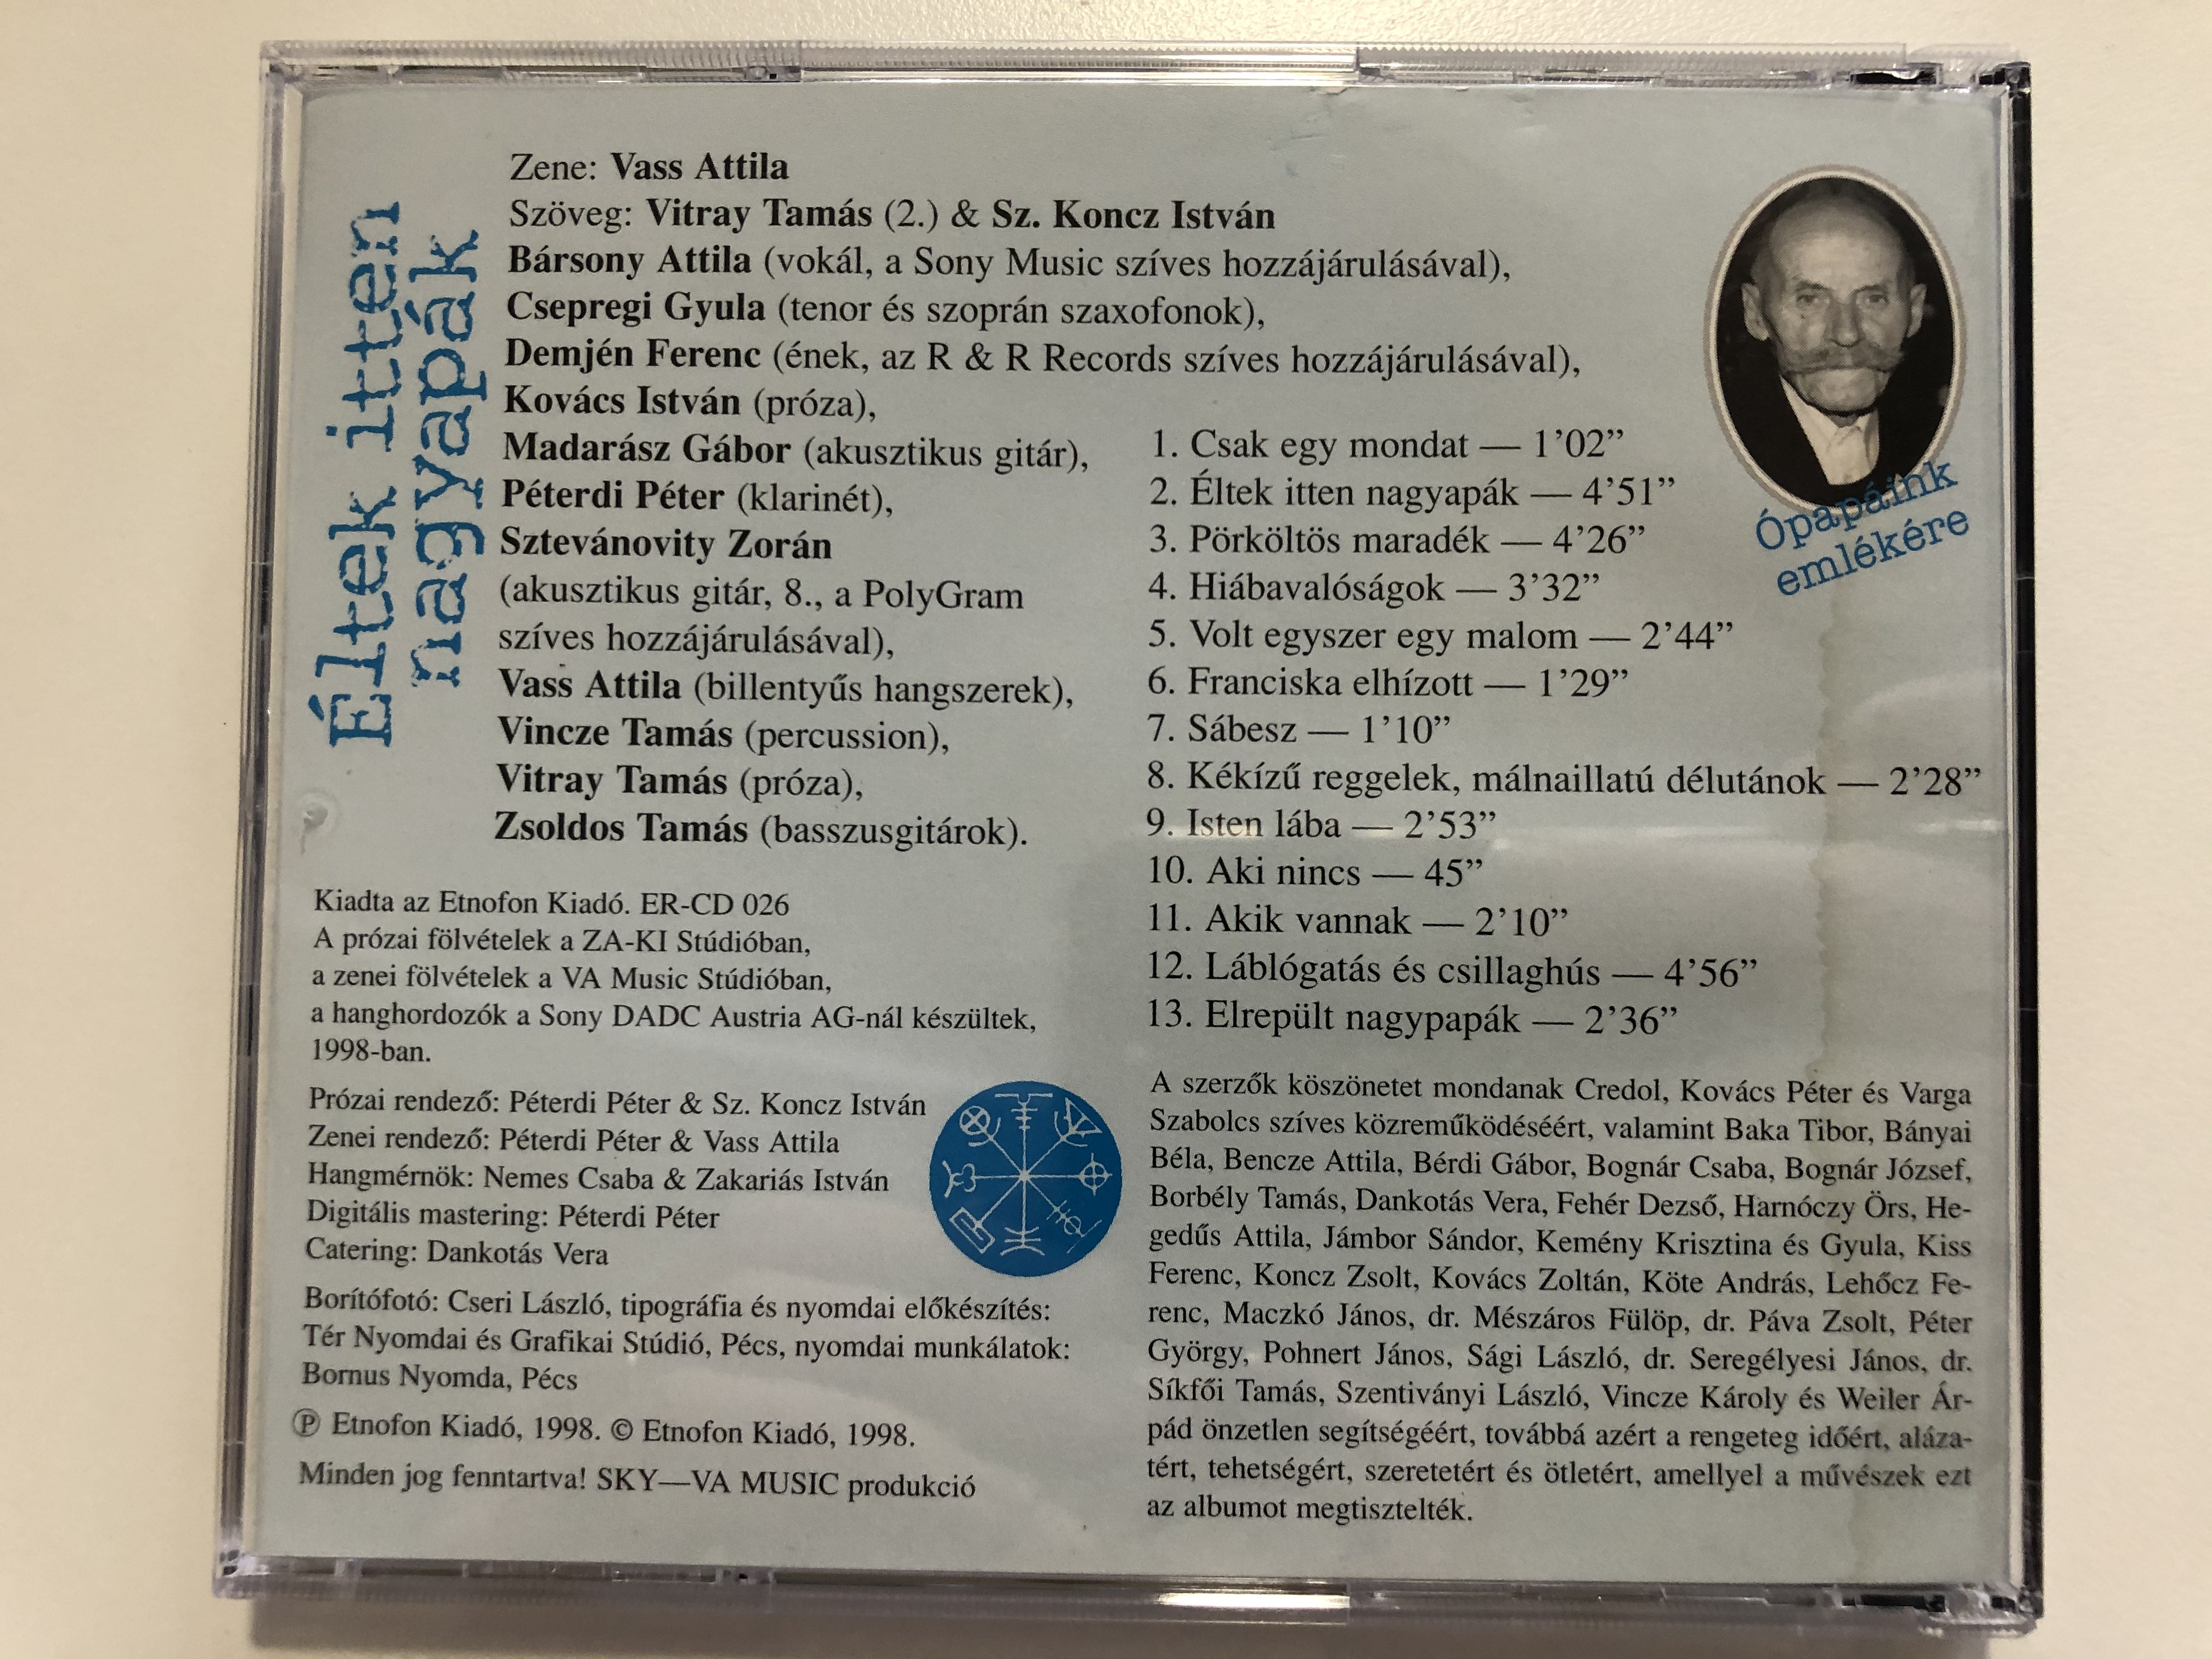 Éltek itten
nagyapák
Zene: Vass Attila
Szöveg: Vitray Tamás (2.) & Sz. Koncz István
Bársony Attila (vokál, a Sony Music szíves hozzájárulásával),
Csepregi Gyula (tenor és szoprán szaxofonok),
Demjén Ferenc (ének, az R & R Records szíves hozzájárulásával),
Kovács István (próza),
Madarász Gábor (akusztikus gitár),
Péterdi Péter (klarinét),
Sztevánovity Zorán
(akusztikus gitár, 8., a PolyGram
szíves hozzájárulásával),
Vass Attila (billentyűs hangszerek),
Vincze Tamás (percussion),
Vitray Tamás (próza),
Zsoldos Tamás (basszusgitárok).
Ópapáink
emlékére
1. Csak egy mondat — 1’02”
2. Éltek itten nagyapák — 4’51”
3. Pörköltös maradék — 4’26”
4. Hiábavalóságok — 3’32”
5. Volt egyszer egy malom — 2’44”
6. Franciska elhízott — 1’29”
7. Sábesz — 1’10”
8. Kékízű reggelek, málnaillatú délutánok — 2’28”
9. Isten lába — 2’53”
10. Aki nincs — 45”
11. Akik vannak — 2’10”
12. Láblógatás és csillaghús — 4’56”
13. Elrepült nagypapák — 2’36”
Kiadta az Etnofon Kiadó. ER-CD 026
A prózai fölvételek a ZA-KI Stúdióban,
a zenei fölvételek a VA Music Stúdióban,
a hanghordozók a Sony DADC Austria AG-nál készültek,
1998-ban.
Prózai rendező: Péterdi Péter & Sz. Koncz István
Zenei rendező: Péterdi Péter & Vass Attila
Hangmérnök: Nemes Csaba & Zakariás István
Digitális mastering: Péterdi Péter
Catering: Dankotás Vera
Borítófotó: Cseri László, tipográfia és nyomdai előkészítés:
Tér Nyomdai és Grafikai Stúdió, Pécs, nyomdai munkálatok:
Bornus Nyomda, Pécs
Ⓟ Etnofon Kiadó, 1998. © Etnofon Kiadó, 1998.
Minden jog fenntartva! SKY—VA MUSIC produkció
A szerzők köszönetet mondanak Credol, Kovács Péter és Varga
Szabolcs szíves közreműködéséért, valamint Baka Tibor, Bányai
Béla, Bencze Attila, Bérdi Gábor, Bognár Csaba, Bognár József,
Borbély Tamás, Dankotás Vera, Fehér Dezső, Harnóczy Örs, He-
gedűs Attila, Jámbor Sándor, Kemény Krisztina és Gyula, Kiss
Ferenc, Koncz Zsolt, Kovács Zoltán, Köte András, Lehőcz Fe-
renc, Maczkó János, dr. Mészáros Fülöp, dr. Páva Zsolt, Péter
György, Pohnert János, Sági László, dr. Seregélyesi János, dr.
Síkfői Tamás, Szentiványi László, Vincze Károly és Weiler Ár-
pád önzetlen segítségéért, továbbá azért a rengeteg időért, aláza-
tért, tehetségért, szeretetért és ötletért, amellyel a művészek ezt
az albumot megtisztelték.